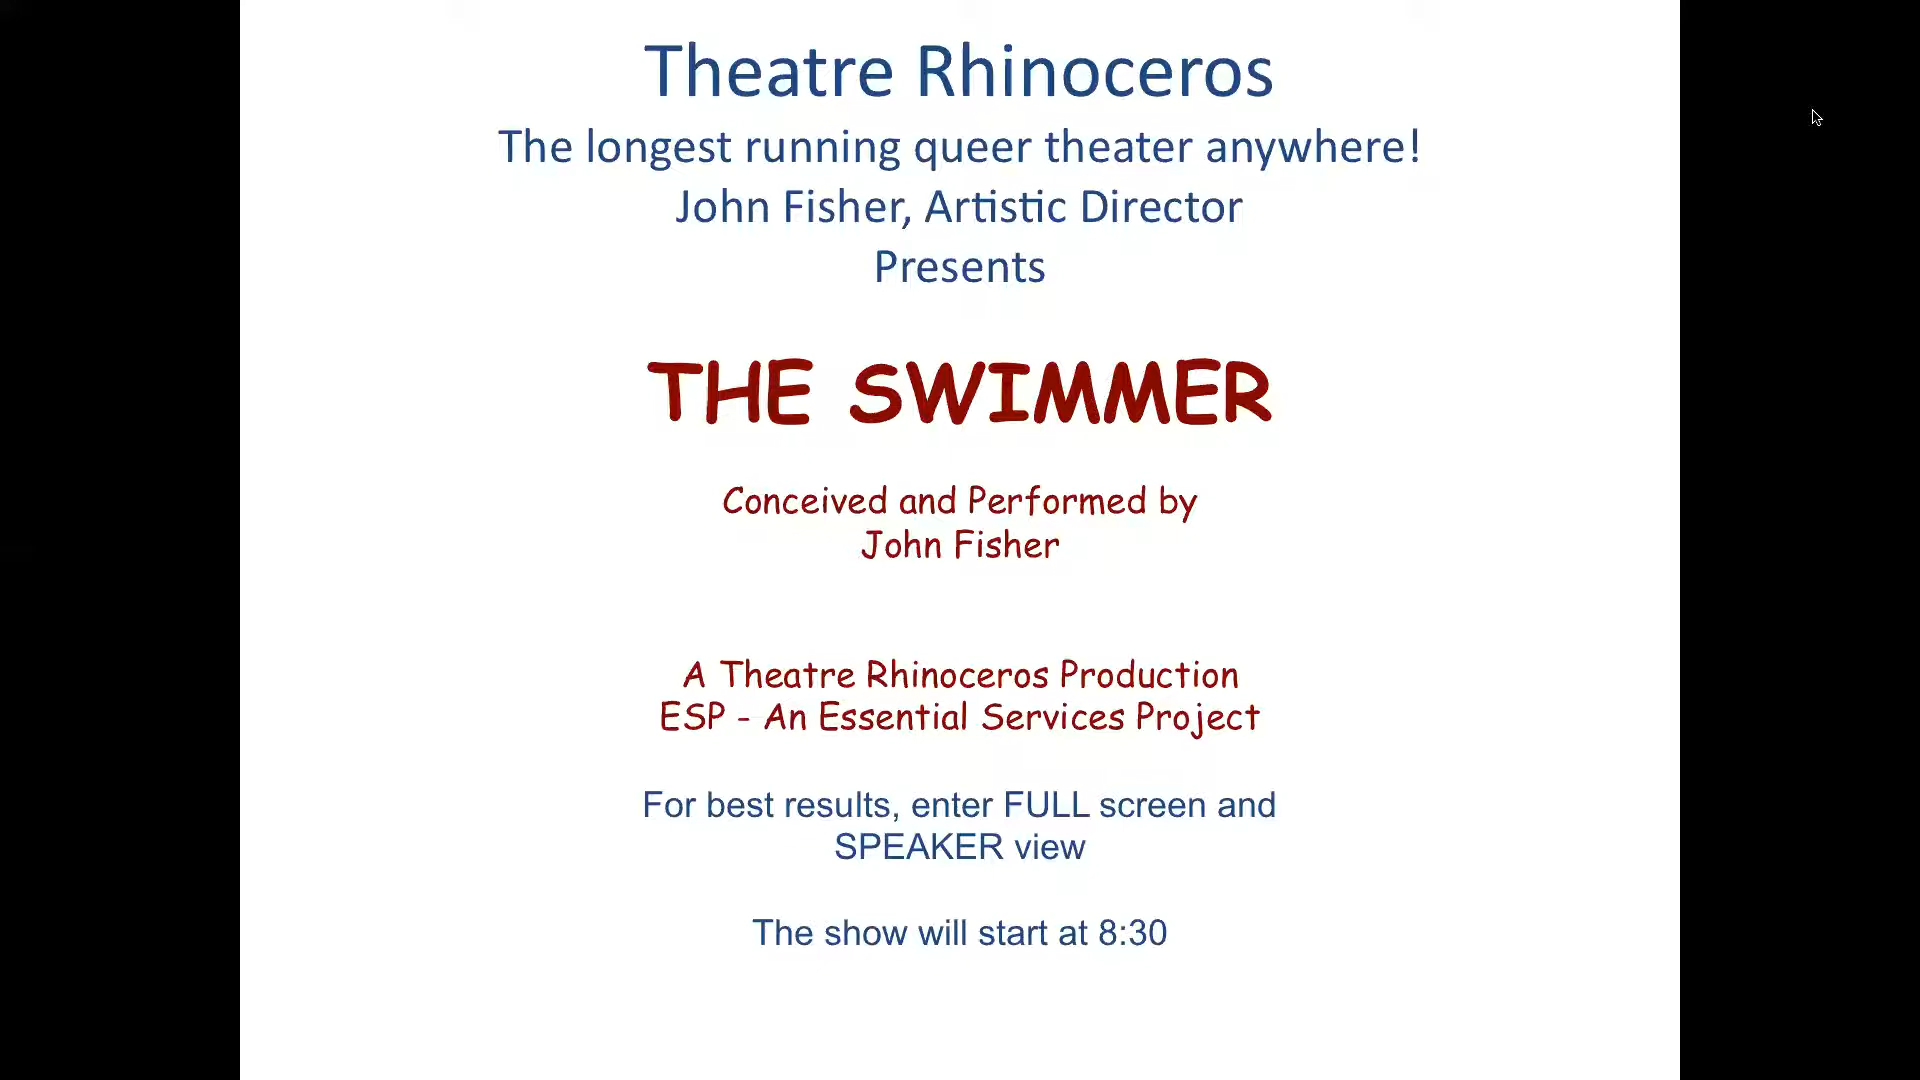 Theatre Rhinoceros
The longest running queer theater anywhere!
John Fisher, Artistic Director
Presents
THE SWIMMER
Conceived and Performed by
John Fisher
A Theatre Rhinoceros Production
ESP - An Essential Services Project
For best results, enter FULL screen and
SPEAKER view
The show will start at 8:30